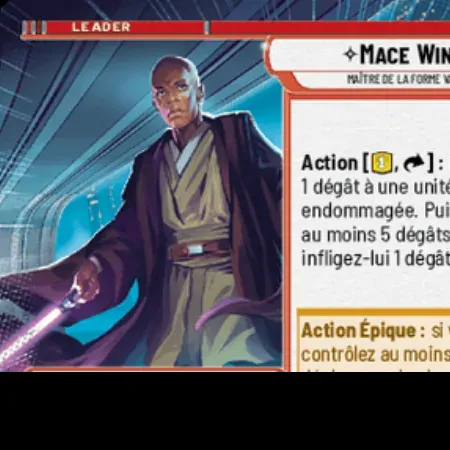 LEADER
MACE WIN
MAÎTRE DE LA FORME
Action [1, ]:
1 dégât à une unité
endommagée. Pui
au moins 5 dégâts
infligez-lui 1 dégât
Action Épique : si
contrôlez au moins